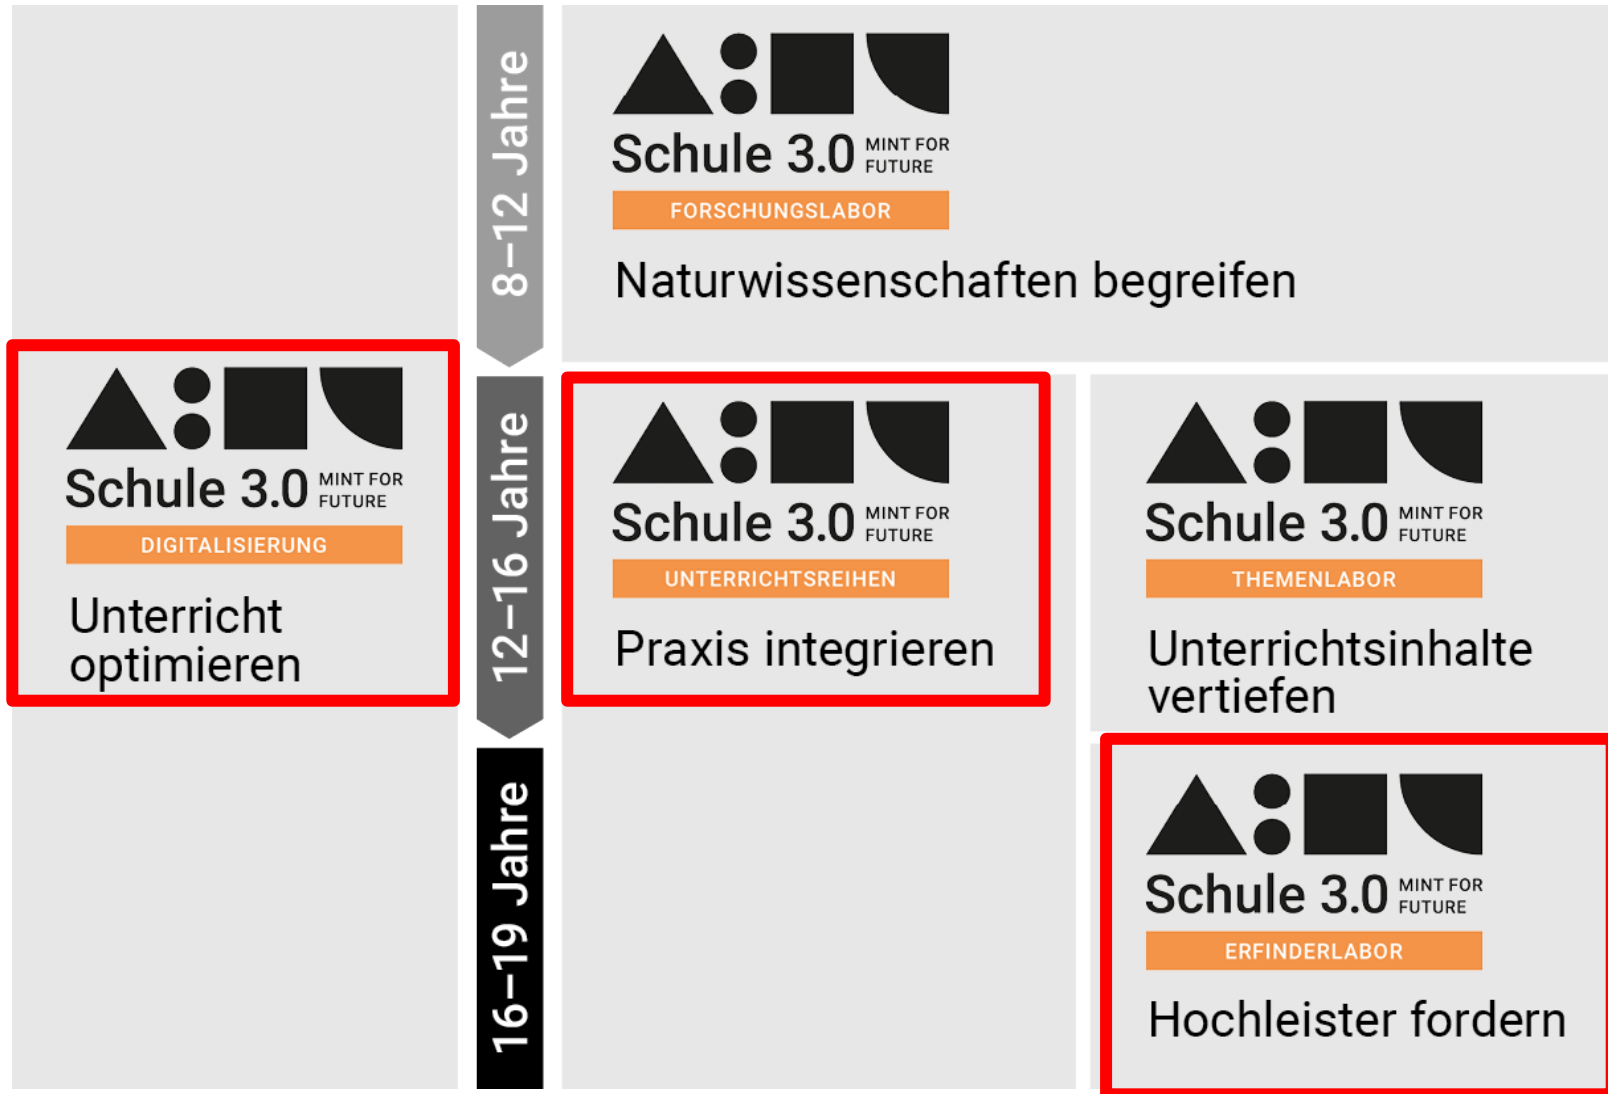 8–12 Jahre
Schule 3.0 MINT FOR FUTURE
FORSCHUNGSLABOR
Naturwissenschaften begreifen
Schule 3.0 MINT FOR FUTURE
DIGITALISIERUNG
Unterricht
optimieren
12–16 Jahre
Schule 3.0 MINT FOR FUTURE
UNTERRICHTSREIHEN
Praxis integrieren
Schule 3.0 MINT FOR FUTURE
THEMENLABOR
Unterrichtsinhalte
vertiefen
16–19 Jahre
Schule 3.0 MINT FOR FUTURE
ERFINDERLABOR
Hochleister fordern